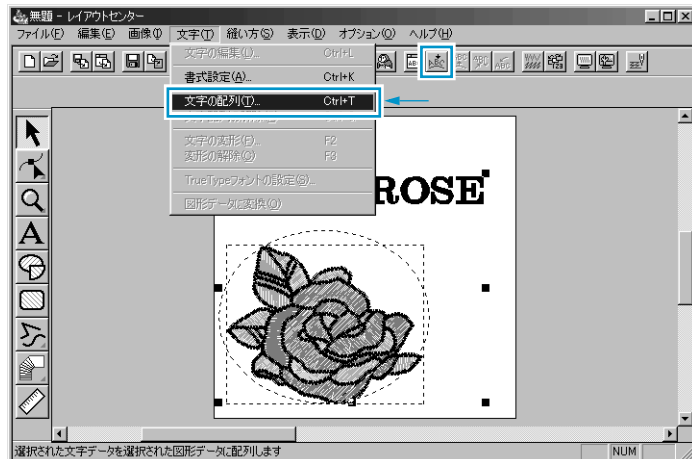 無題 - レイアウトセンター
ファイル(F) 編集(E) 画像(I) 文字(T) 縫い方(S) 表示(D) オプション(O) ヘルプ(H)
文字の編集(L)... Ctrl+L
書式設定(A)... Ctrl+K
文字の配列(T)... Ctrl+T
文字の変形(F)... F2
変形の解除(C) F3
TrueTypeフォントの設定(S)...
図形データに変換(O)
ROSE
A
選択された文字データを選択された図形データに配列します
NUM